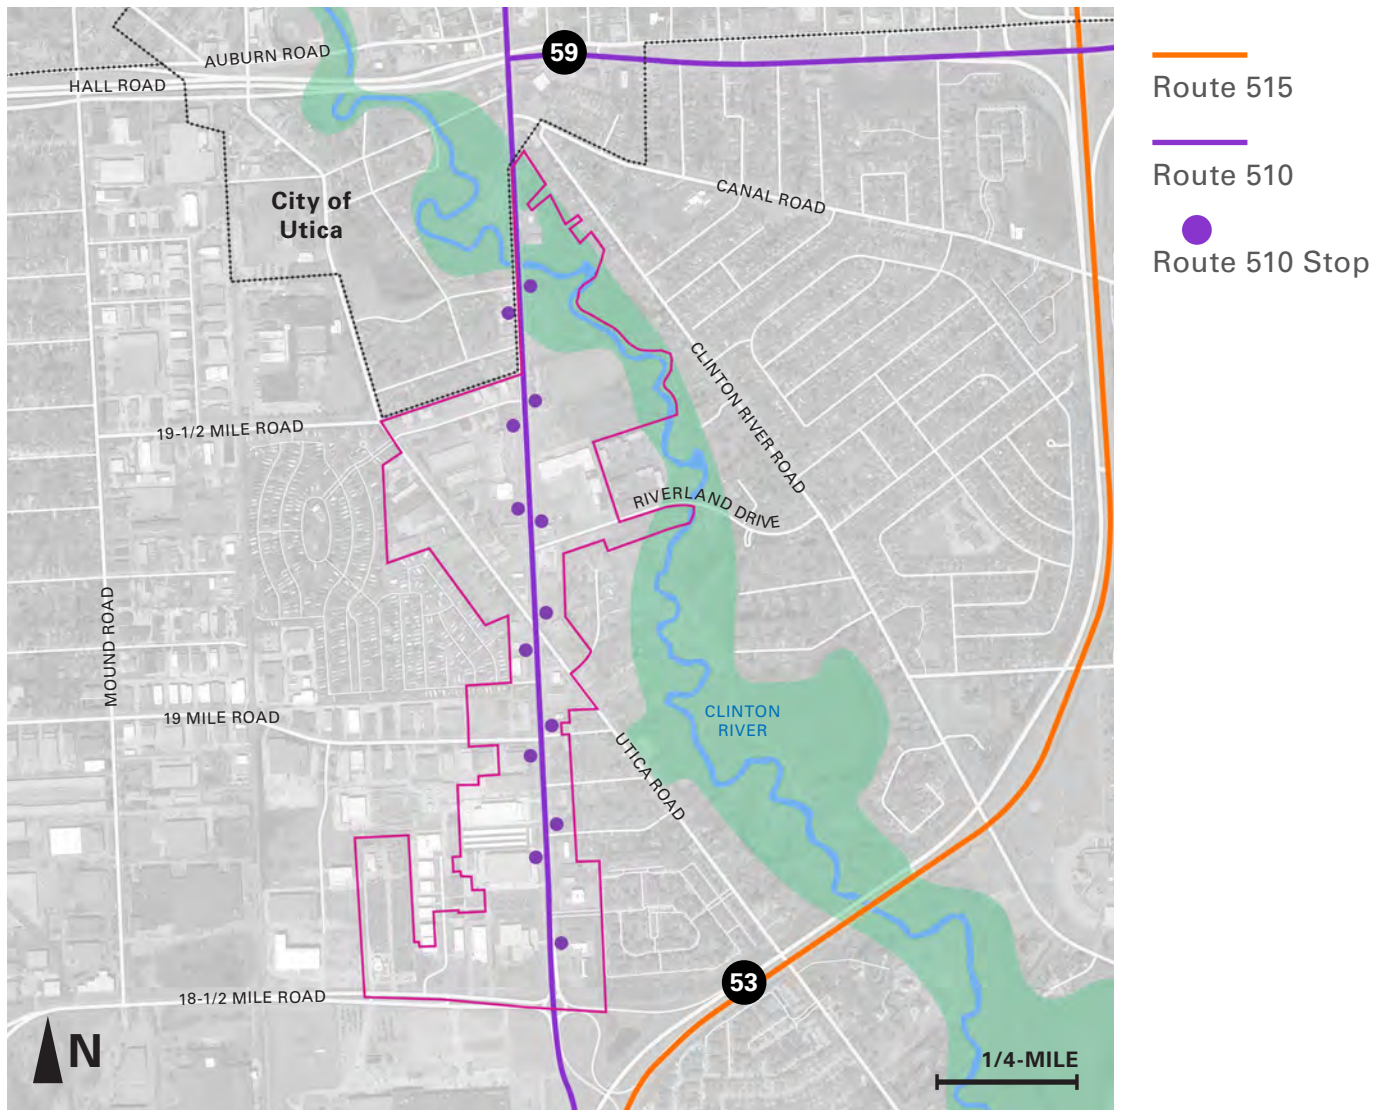 AUBURN ROAD
59
HALL ROAD
City of
Utica
CANAL ROAD
Route 515
Route 510
Route 510 Stop
CLINTON RIVER ROAD
19-1/2 MILE ROAD
RIVERLAND DRIVE
MOUND ROAD
19 MILE ROAD
CLINTON
RIVER
UTICA ROAD
53
18-1/2 MILE ROAD
N
1/4-MILE